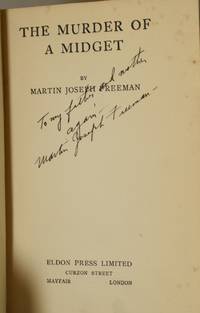 THE MURDER OF
A MIDGET
BY
MARTIN JOSEPH FREEMAN
To my father and mother
again,
Martin Joseph Freeman
ELDON PRESS LIMITED
CURZON STREET
MAYFAIR LONDON